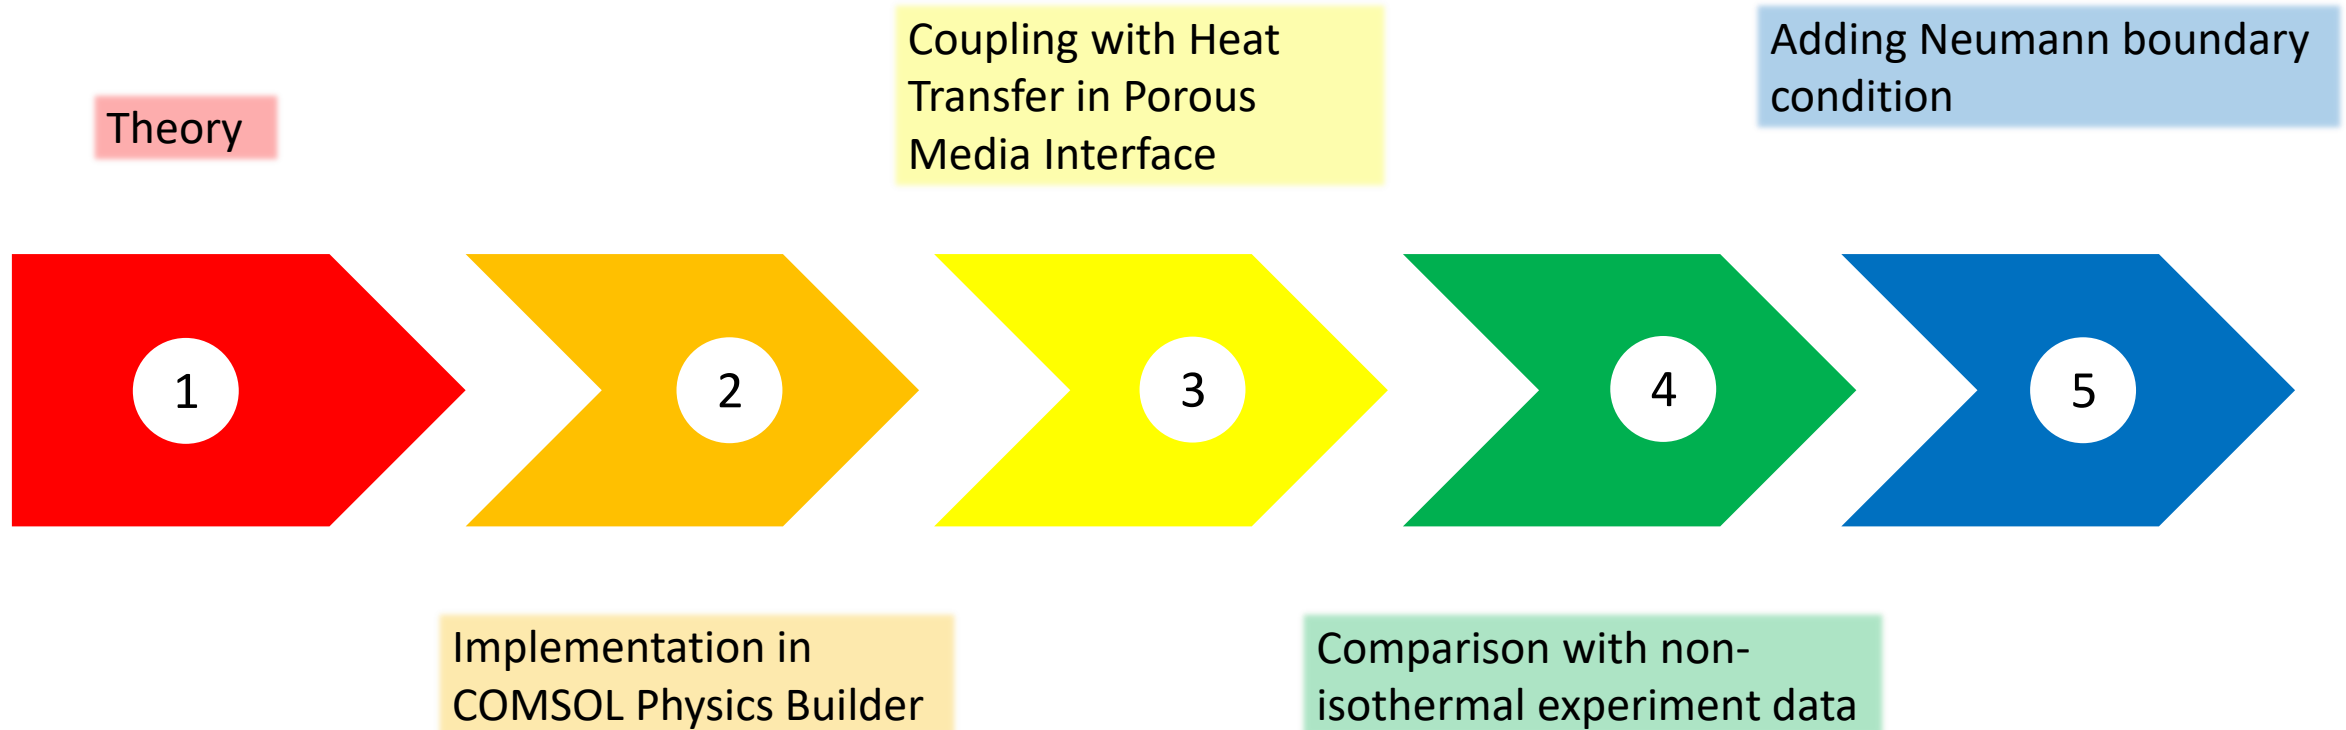 Theory
Coupling with Heat
Transfer in Porous
Media Interface
Adding Neumann boundary
condition
1
2
3
4
5
Implementation in
COMSOL Physics Builder
Comparison with non-
isothermal experiment data